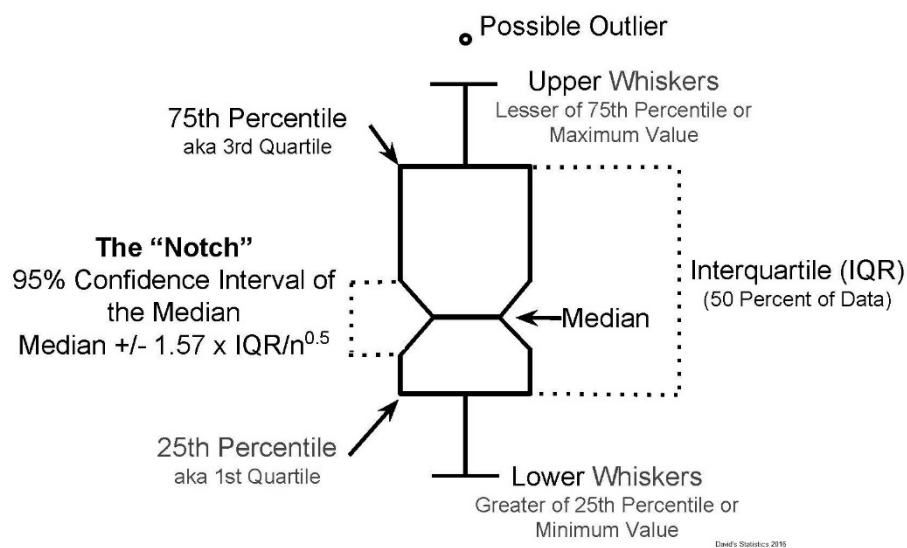 Possible Outlier
Upper Whiskers
Lesser of 75th Percentile or
Maximum Value
75th Percentile
aka 3rd Quartile
The “Notch”
95% Confidence Interval of
the Median
Median +/- 1.57 x IQR/n^0.5
Interquartile (IQR)
(50 Percent of Data)
Median
25th Percentile
aka 1st Quartile
Lower Whiskers
Greater of 25th Percentile or
Minimum Value
David's Statistics 2016